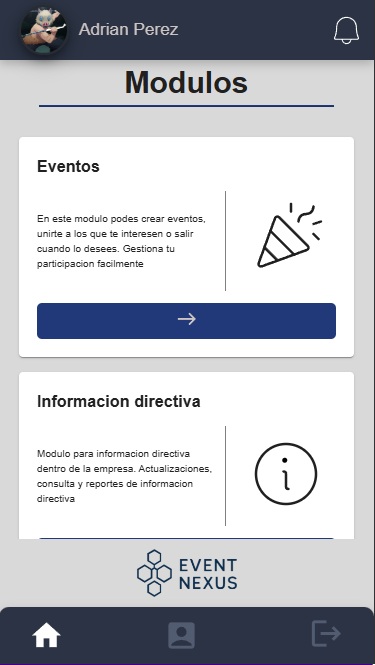 Adrian Perez
Modulos
Eventos
En este modulo podes crear eventos,
unirte a los que te interesen o salir
cuando lo desees. Gestiona tu
participacion facilmente
Informacion directiva
Modulo para informacion directiva
dentro de la empresa. Actualizaciones,
consulta y reportes de informacion
directiva
EVENT
NEXUS